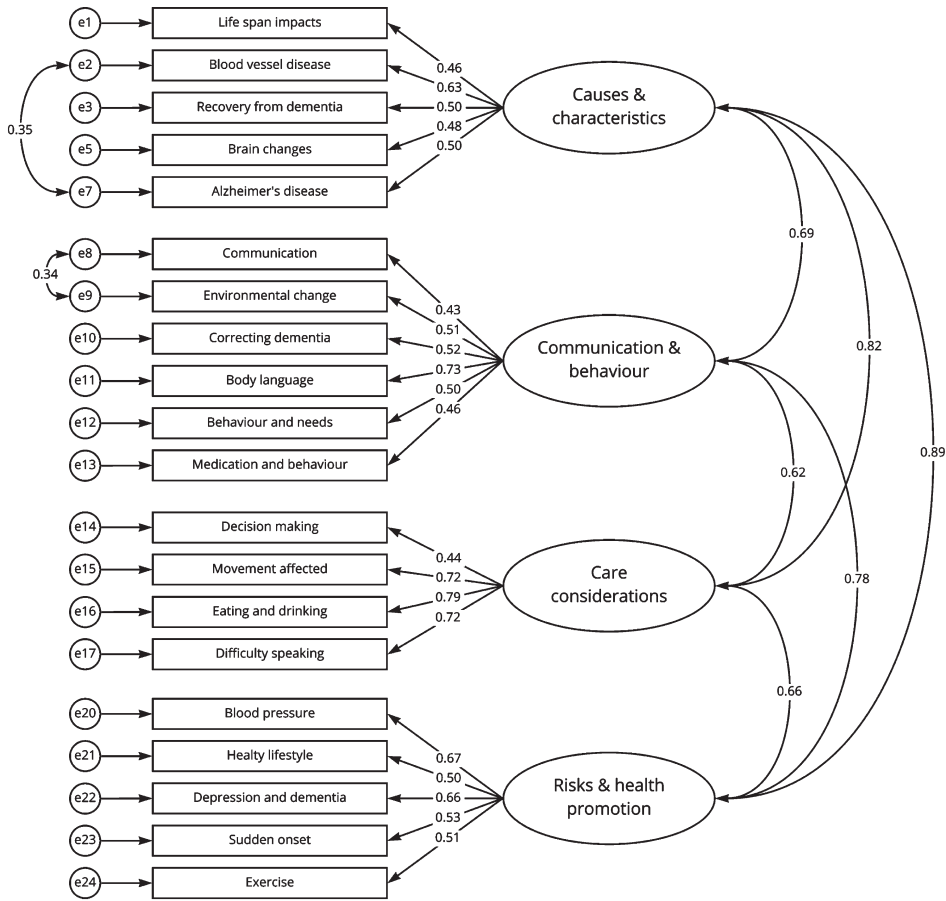 e1 Life span impacts
e2 Blood vessel disease
e3 Recovery from dementia
e5 Brain changes
e7 Alzheimer's disease
0.35
0.46
0.63
0.50
0.48
0.50
Causes &
characteristics
e8 Communication
e9 Environmental change
e10 Correcting dementia
e11 Body language
e12 Behaviour and needs
e13 Medication and behaviour
0.34
0.43
0.51
0.52
0.73
0.50
0.46
Communication &
behaviour
e14 Decision making
e15 Movement affected
e16 Eating and drinking
e17 Difficulty speaking
0.44
0.72
0.79
0.72
Care
considerations
e20 Blood pressure
e21 Healty lifestyle
e22 Depression and dementia
e23 Sudden onset
e24 Exercise
0.67
0.50
0.66
0.53
0.51
Risks & health
promotion
0.69
0.82
0.89
0.62
0.78
0.66